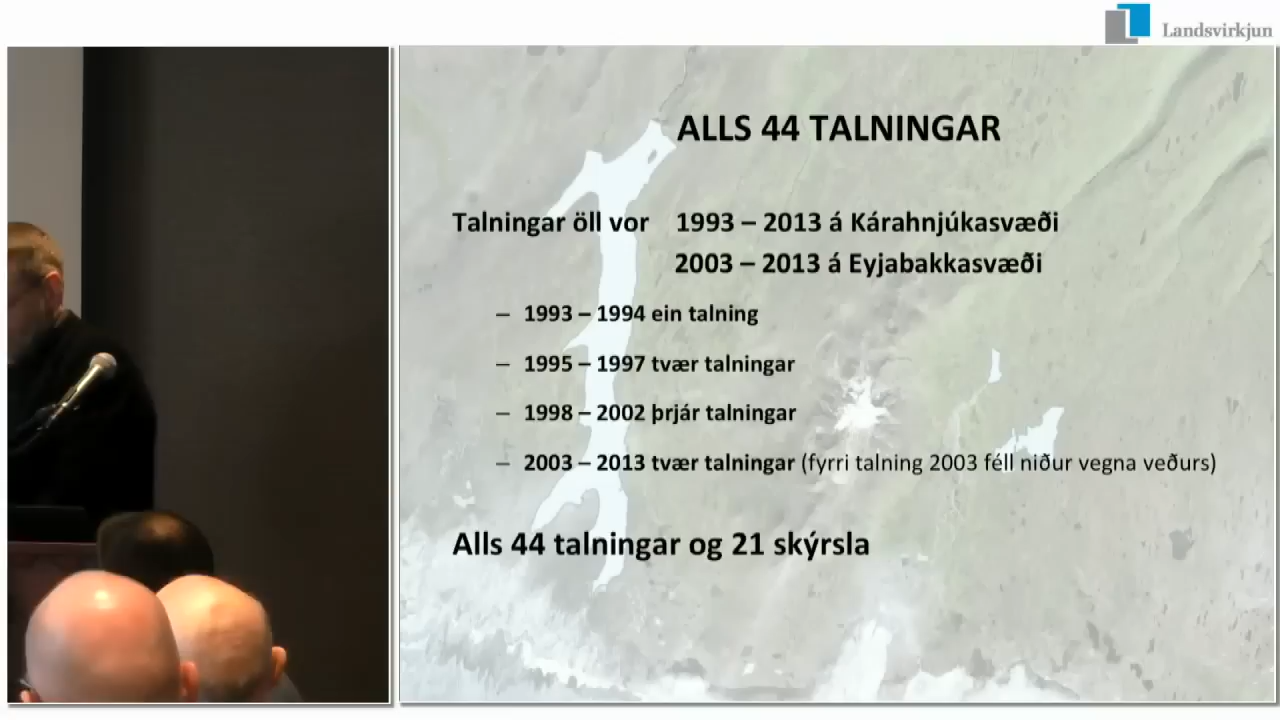 Landsvirkjun
ALLS 44 TALNINGAR
Talningar öll vor 1993 – 2013 á Kárahnjúkasvæði
2003 – 2013 á Eyjabakkasvæði
– 1993 – 1994 ein talning
– 1995 – 1997 tvær talningar
– 1998 – 2002 þrjár talningar
– 2003 – 2013 tvær talningar (fyrri talning 2003 féll niður vegna veðurs)
Alls 44 talningar og 21 skýrsla